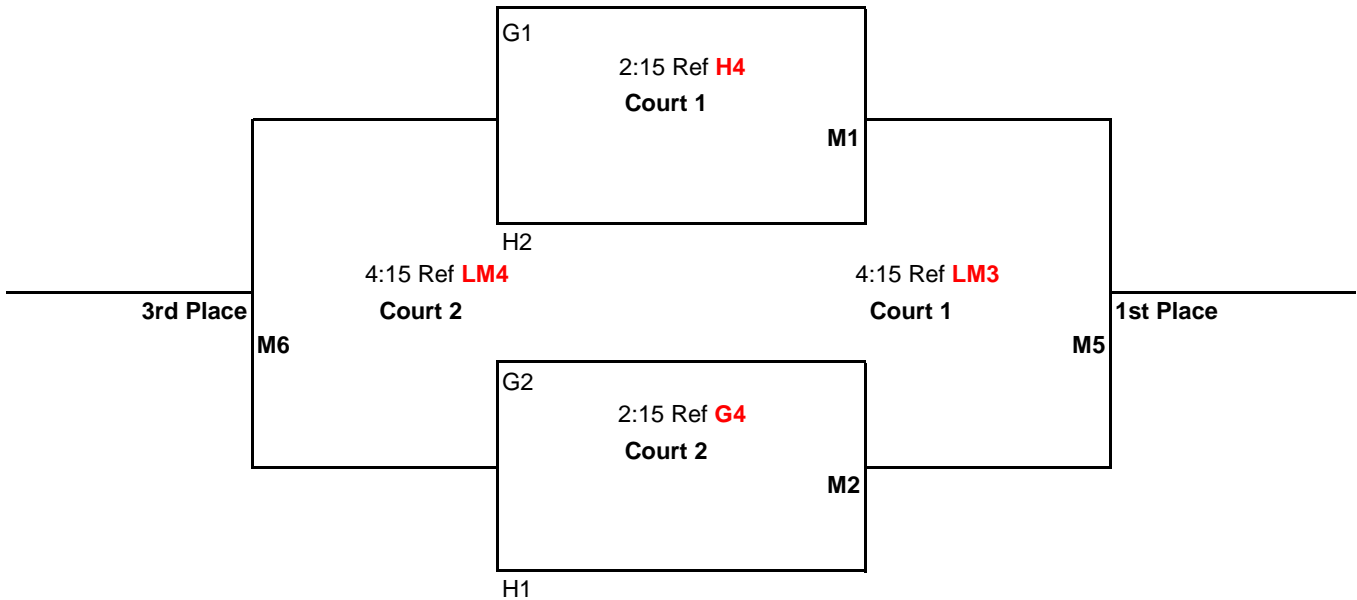 G1
2:15 Ref H4
Court 1
M1
H2
4:15 Ref LM4
Court 2
4:15 Ref LM3
Court 1
3rd Place
1st Place
M6
M5
G2
2:15 Ref G4
Court 2
M2
H1